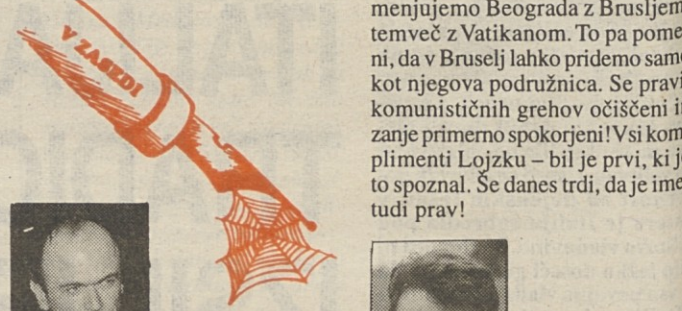 V ZASEDI
menjujemo Beograda z Brusljem
temveč z Vatikanom. To pa pome
ni, da v Bruselj lahko pridemo sam
kot njegova podružnica. Se pravi
komunističnih grehov očiščeni i
zanje primerno spokorjeni! Vsi kom
plimenti Lojzku – bil je prvi, ki j
to spoznal. Še danes trdi, da je ime
tudi prav!